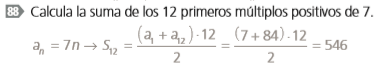 88 Calcula la suma de los 12 primeros múltiplos positivos de 7.
aₙ = 7n → S₁₂ = (a₁ + a₁₂) · 12 / 2 = (7 + 84) · 12 / 2 = 546